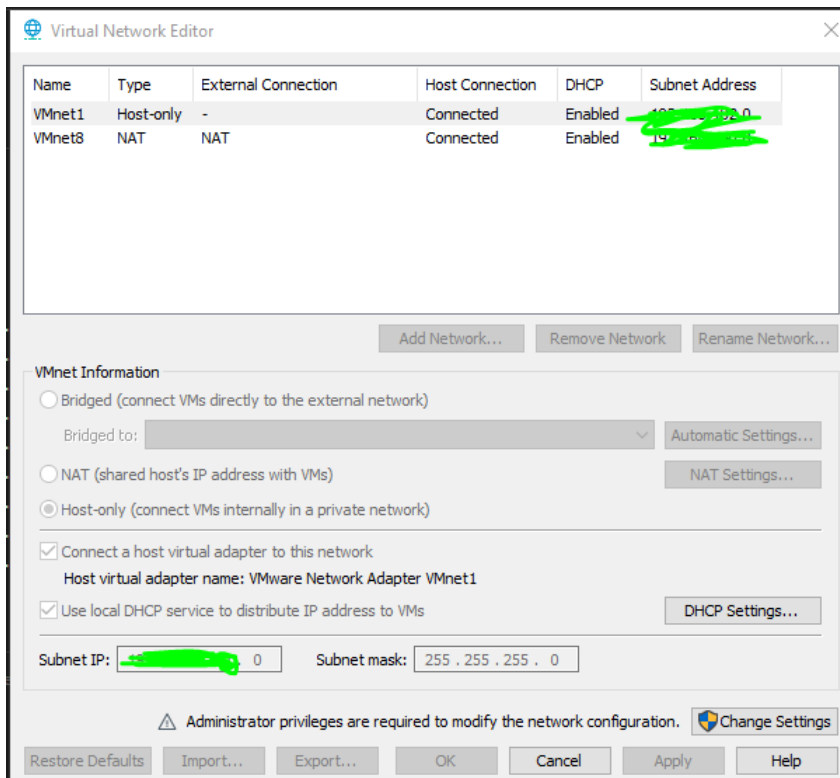 Virtual Network Editor
Name Type External Connection Host Connection DHCP Subnet Address
VMnet1 Host-only - Connected Enabled
VMnet8 NAT NAT Connected Enabled
Add Network... Remove Network Rename Network...
VMnet Information
Bridged (connect VMs directly to the external network)
Bridged to: Automatic Settings...
NAT (shared host's IP address with VMs) NAT Settings...
Host-only (connect VMs internally in a private network)
Connect a host virtual adapter to this network
Host virtual adapter name: VMware Network Adapter VMnet1
Use local DHCP service to distribute IP address to VMs DHCP Settings...
Subnet IP: . 0 Subnet mask: 255 . 255 . 255 . 0
Administrator privileges are required to modify the network configuration. Change Settings
Restore Defaults Import... Export... OK Cancel Apply Help